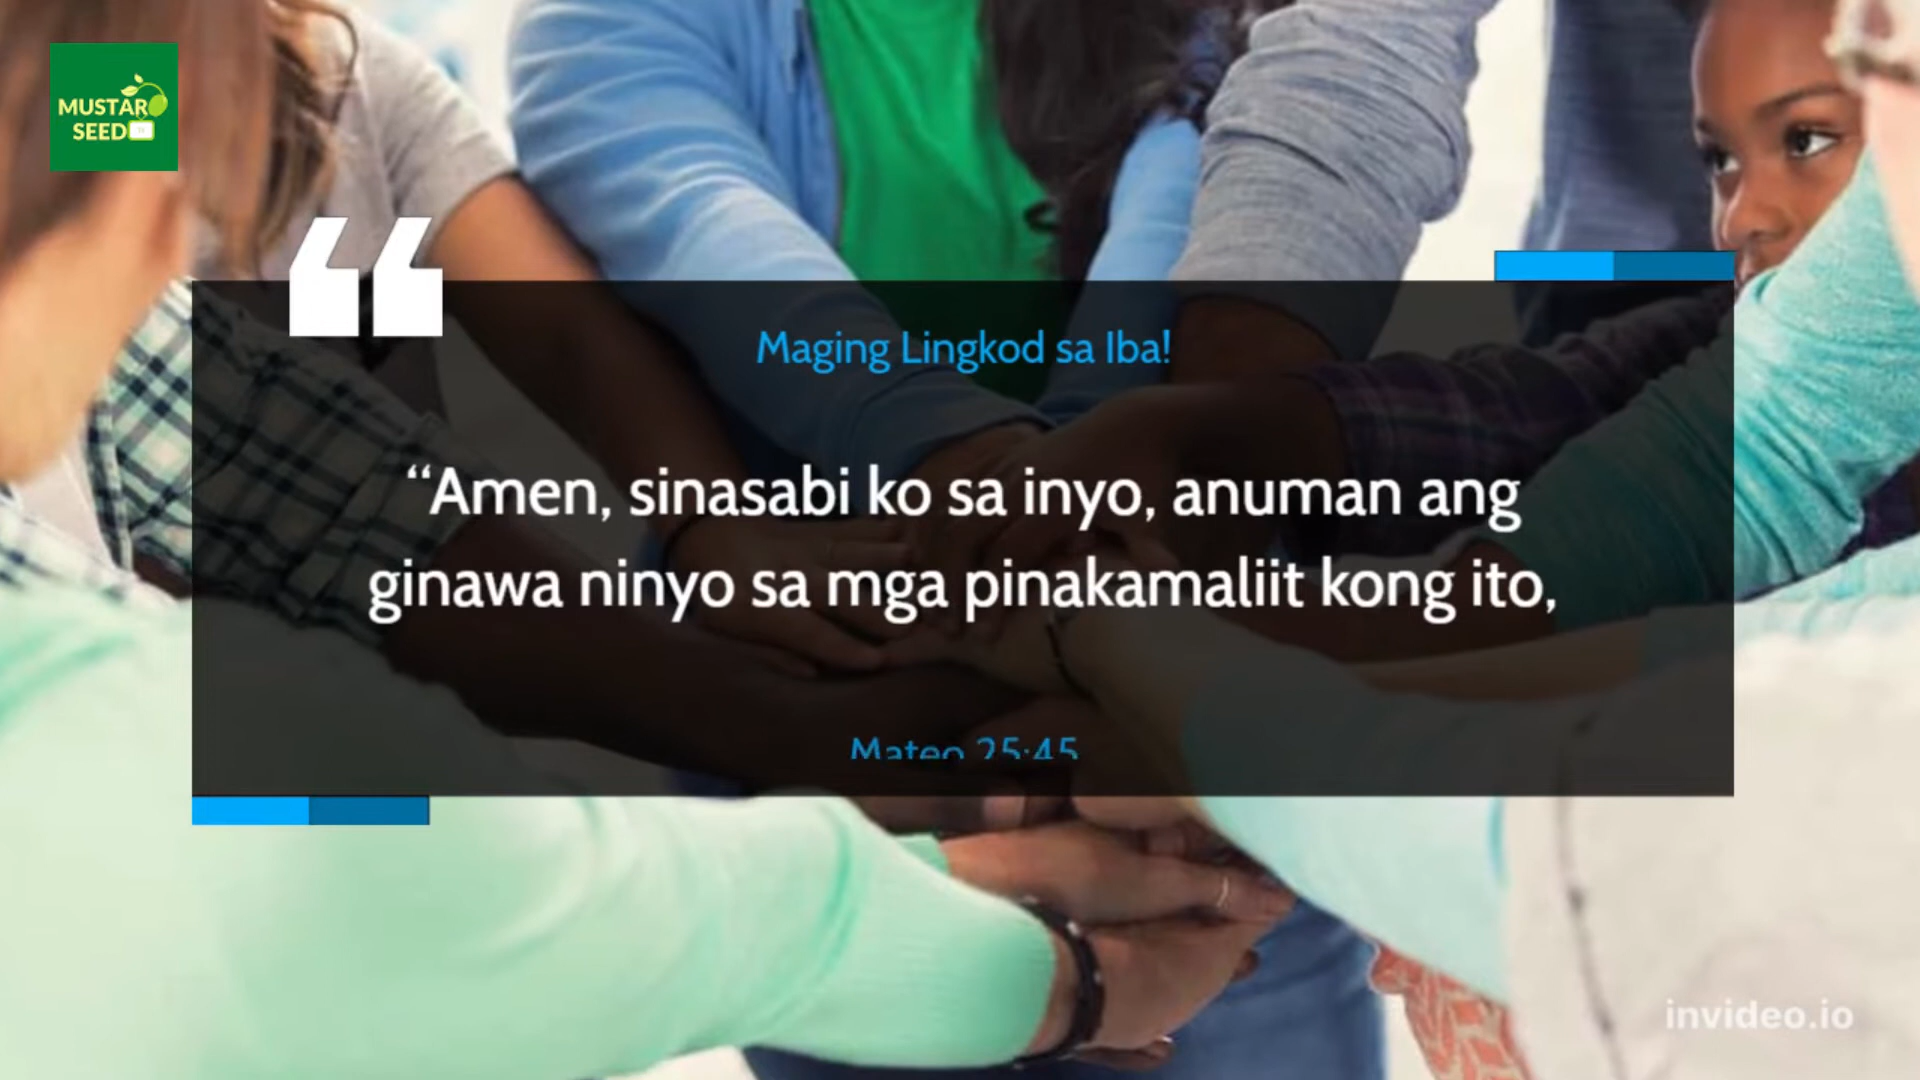 MUSTARD
SEED
Maging Lingkod sa Iba!
“Amen, sinasabi ko sa inyo, anuman ang
ginawa ninyo sa mga pinakamaliit kong ito,
Mateo 25:45
invideo.io